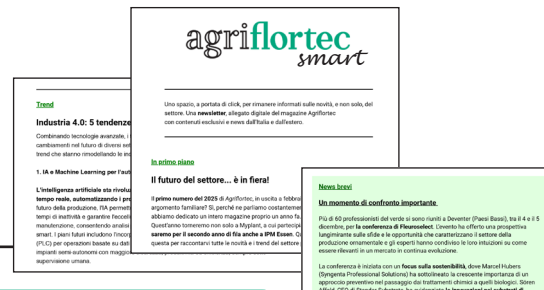 agriflortec
smart
Uno spazio, a portata di click, per rimanere informati sulle novità, e non solo, del
settore. Una newsletter, allegato digitale del magazine Agriflortec
con contenuti esclusivi e news dall'Italia e dall'estero.
In primo piano
Il futuro del settore... è in fiera!
Il primo numero del 2025 di Agriflortec, in uscita a febbra
argomento familiare? Sì, perché ne parliamo costantemen
abbiamo dedicato un intero magazine proprio un anno fa.
Quest'anno torneremo non solo a Myplant, a cui partecip
saremo per il secondo anno di fila anche a IPM Essen. Qu
questa per raccontarvi tutte le novità e i trend del settore
Trend
Industria 4.0: 5 tendenze
Combinando tecnologie avanzate, i
cambiamenti nel futuro di diversi set
trend che stanno rimodellando le ind
1. IA e Machine Learning per l'aut
L'intelligenza artificiale sta rivolu
tempo reale, automatizzando i pro
futuro della produzione, l'IA permetti
tempo di inattività e garantire l'eccell
manutenzione, consentendo analisi
smart. I piani futuri includono l'incor
(PLC) per operazioni basate su dati
impianti semi-autonomi con maggior
supervisione umana.
News brevi
Un momento di confronto importante
Più di 60 professionisti del verde si sono riuniti a Deventer (Paesi Bassi), tra il 4 e il 5
dicembre, per la conferenza di Fleuroselect. L'evento ha offerto una prospettiva
lungimirante sulle sfide e le opportunità che caratterizzano il settore della
produzione ornamentale e gli esperti hanno condiviso le loro intuizioni su come
essere rilevanti in un mercato in continua evoluzione.
La conferenza è iniziata con un focus sulla sostenibilità, dove Marcel Hubers
(Syngenta Professional Solutions) ha sottolineato la crescente importanza di un
approccio preventivo nel passaggio dai trattamenti chimici a quelli biologici. Sören